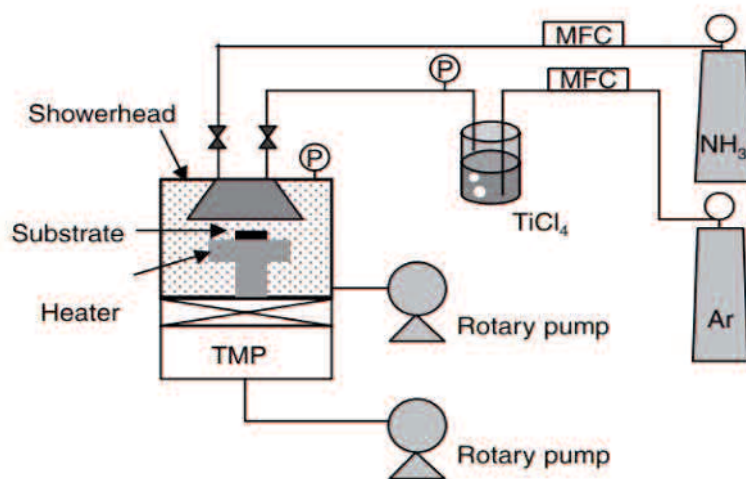 MFC
P
MFC
Showerhead
P
NH₃
TiCl₄
Substrate
Heater
Ar
Rotary pump
TMP
Rotary pump